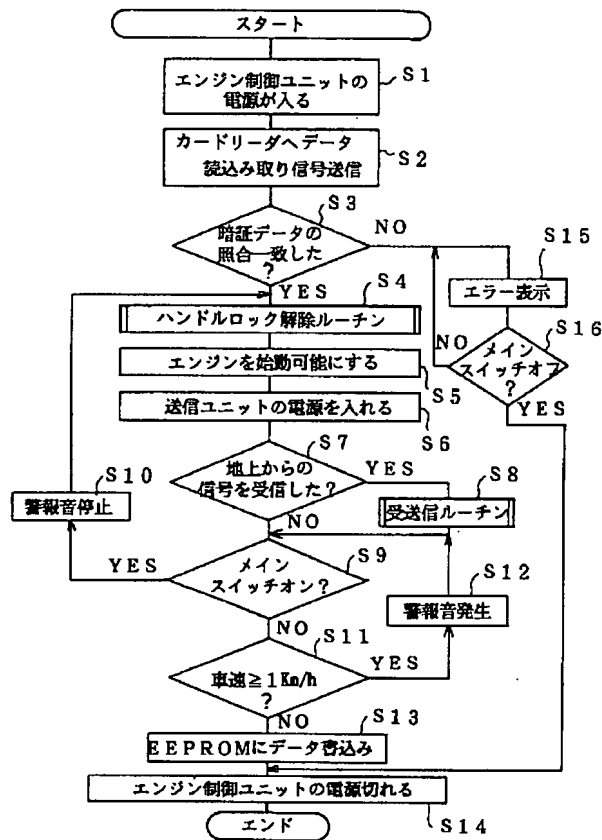 スタート
エンジン制御ユニットの
電源が入る
S1
カードリーダへデータ
読込み取り信号送信
S2
S3
暗証データの
照合一致した
?
NO
YES
S15
エラー表示
S4
ハンドルロック解除ルーチン
S16
メイン
スイッチオフ
?
NO
YES
エンジンを始動可能にする
S5
送信ユニットの電源を入れる
S6
S7
地上からの
信号を受信した?
YES
NO
S8
受送信ルーチン
S10
警報音停止
S9
メイン
スイッチオン?
YES
NO
S12
警報音発生
S11
車速≧1Km/h
?
YES
NO
S13
EEPROMにデータ書込み
エンジン制御ユニットの電源切れる
S14
エンド